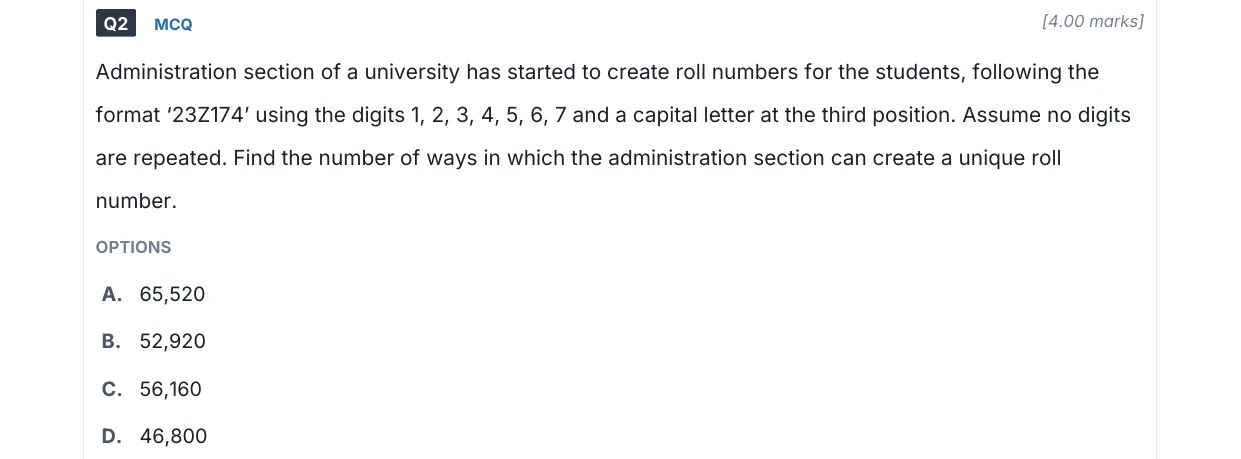 Q2 MCQ [4.00 marks]
Administration section of a university has started to create roll numbers for the students, following the
format ‘23Z174’ using the digits 1, 2, 3, 4, 5, 6, 7 and a capital letter at the third position. Assume no digits
are repeated. Find the number of ways in which the administration section can create a unique roll
number.
OPTIONS
A. 65,520
B. 52,920
C. 56,160
D. 46,800